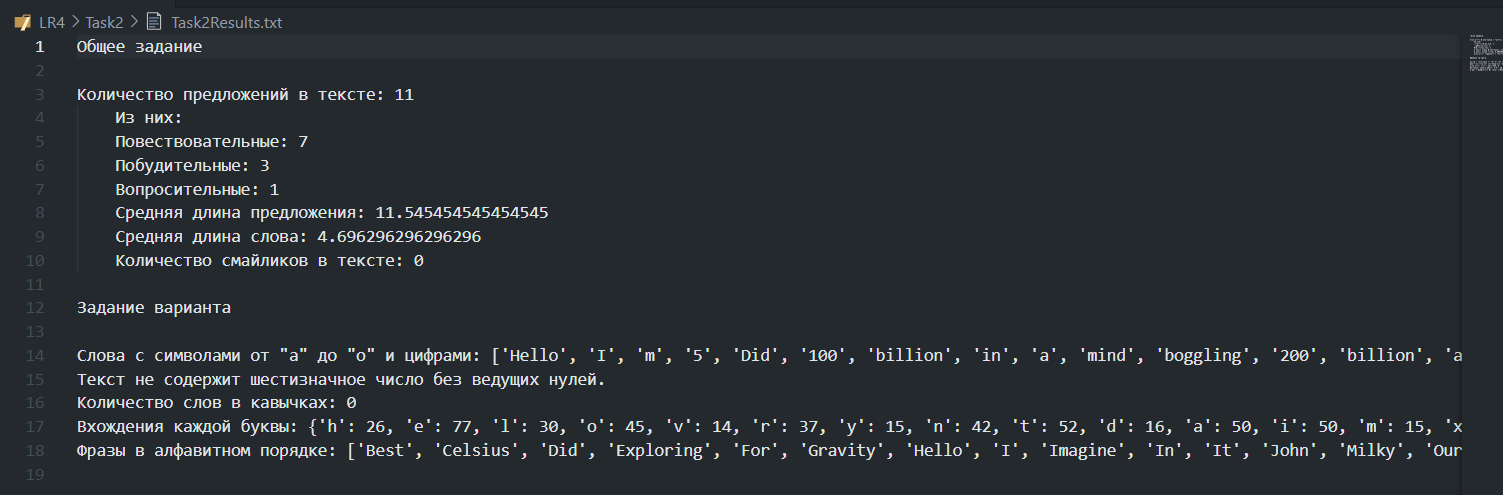 LR4 > Task2 > Task2Results.txt
1 Общее задание
2
3 Количество предложений в тексте: 11
4 Из них:
5 Повествовательные: 7
6 Побудительные: 3
7 Вопросительные: 1
8 Средняя длина предложения: 11.545454545454545
9 Средняя длина слова: 4.696296296296296
10 Количество смайликов в тексте: 0
11
12 Задание варианта
13
14 Слова с символами от "a" до "o" и цифрами: ['Hello', 'I', 'm', '5', 'Did', '100', 'billion', 'in', 'a', 'mind', 'boggling', '200', 'billion', 'a
15 Текст не содержит шестизначное число без ведущих нулей.
16 Количество слов в кавычках: 0
17 Вхождения каждой буквы: {'h': 26, 'e': 77, 'l': 30, 'o': 45, 'v': 14, 'r': 37, 'y': 15, 'n': 42, 't': 52, 'd': 16, 'a': 50, 'i': 50, 'm': 15, 'x
18 Фразы в алфавитном порядке: ['Best', 'Celsius', 'Did', 'Exploring', 'For', 'Gravity', 'Hello', 'I', 'Imagine', 'In', 'It', 'John', 'Milky', 'Our
19